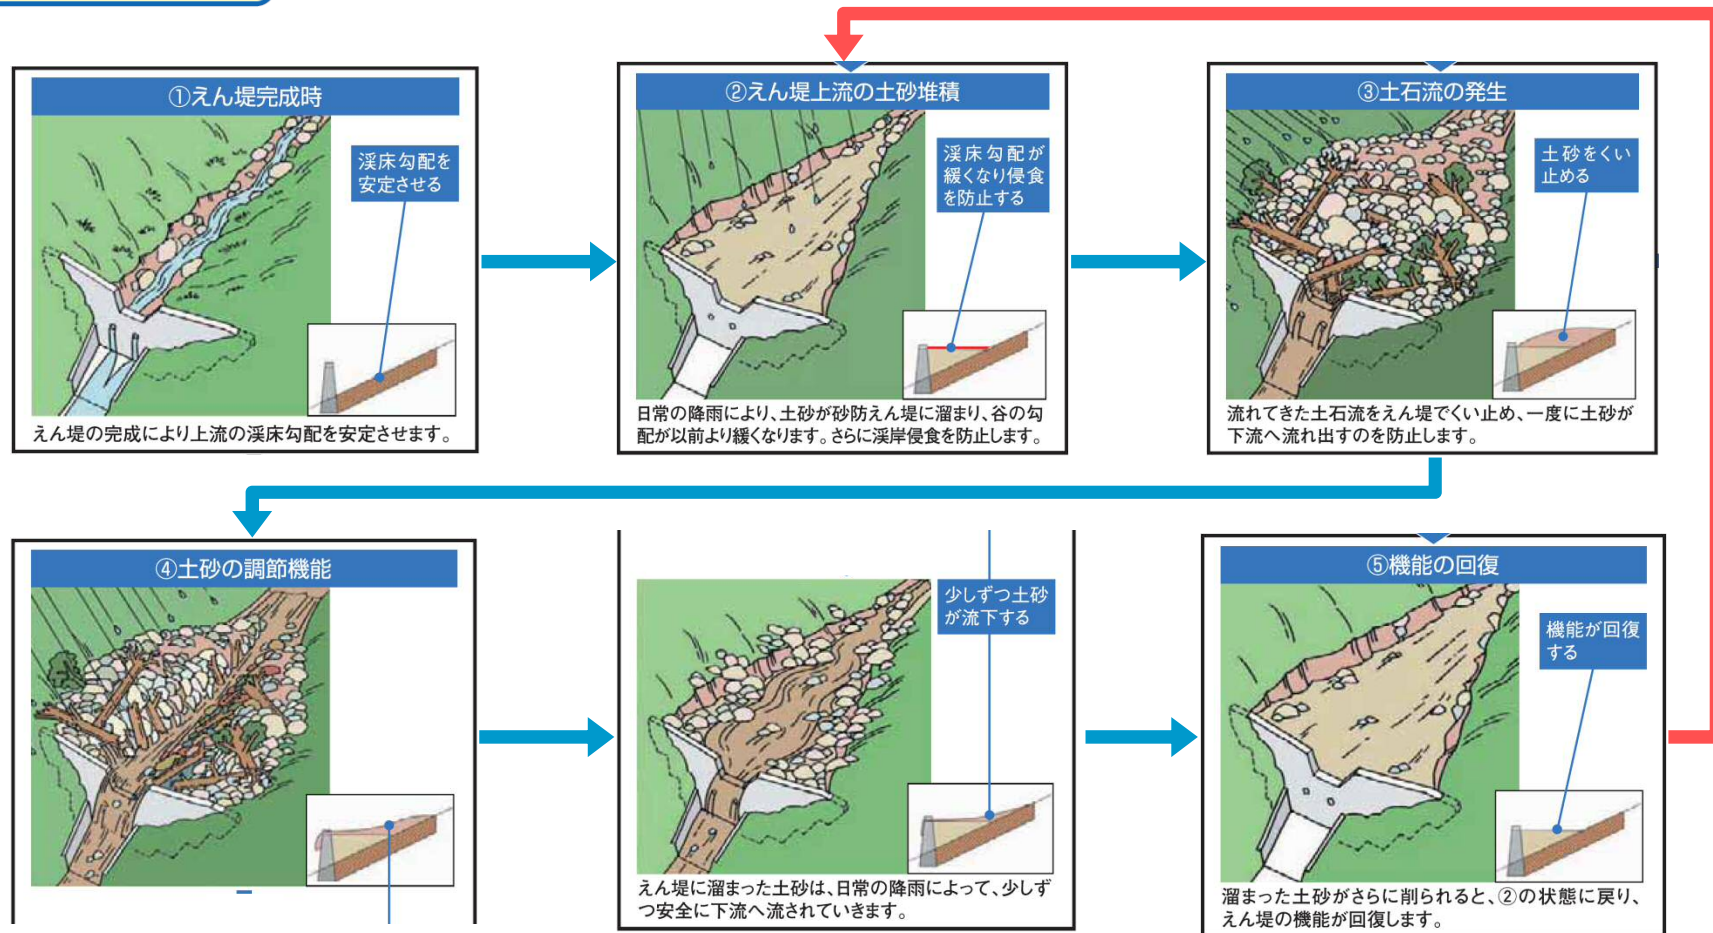 ①えん堤完成時
渓床勾配を
安定させる
えん堤の完成により上流の渓床勾配を安定させます。
②えん堤上流の土砂堆積
渓床勾配が
緩くなり侵食
を防止する
日常の降雨により、土砂が砂防えん堤に溜まり、谷の勾
配が以前より緩くなります。さらに渓岸侵食を防止します。
③土石流の発生
土砂をくい
止める
流れてきた土石流をえん堤でくい止め、一度に土砂が
下流へ流れ出すのを防止します。
④土砂の調節機能
少しずつ土砂
が流下する
えん堤に溜まった土砂は、日常の降雨によって、少しず
つ安全に下流へ流されていきます。
⑤機能の回復
機能が回復
する
溜まった土砂がさらに削られると、②の状態に戻り、
えん堤の機能が回復します。